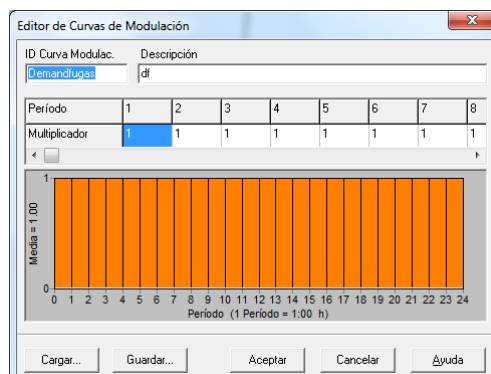 Editor de Curvas de Modulación
ID Curva Modulac. Descripción
Demandfugas df
Período 1 2 3 4 5 6 7 8
Multiplicador 1 1 1 1 1 1 1 1
1
Media = 1.00
0
0 1 2 3 4 5 6 7 8 9 10 11 12 13 14 15 16 17 18 19 20 21 22 23 24
Período (1 Período = 1:00 h)
Cargar... Guardar... Aceptar Cancelar Ayuda